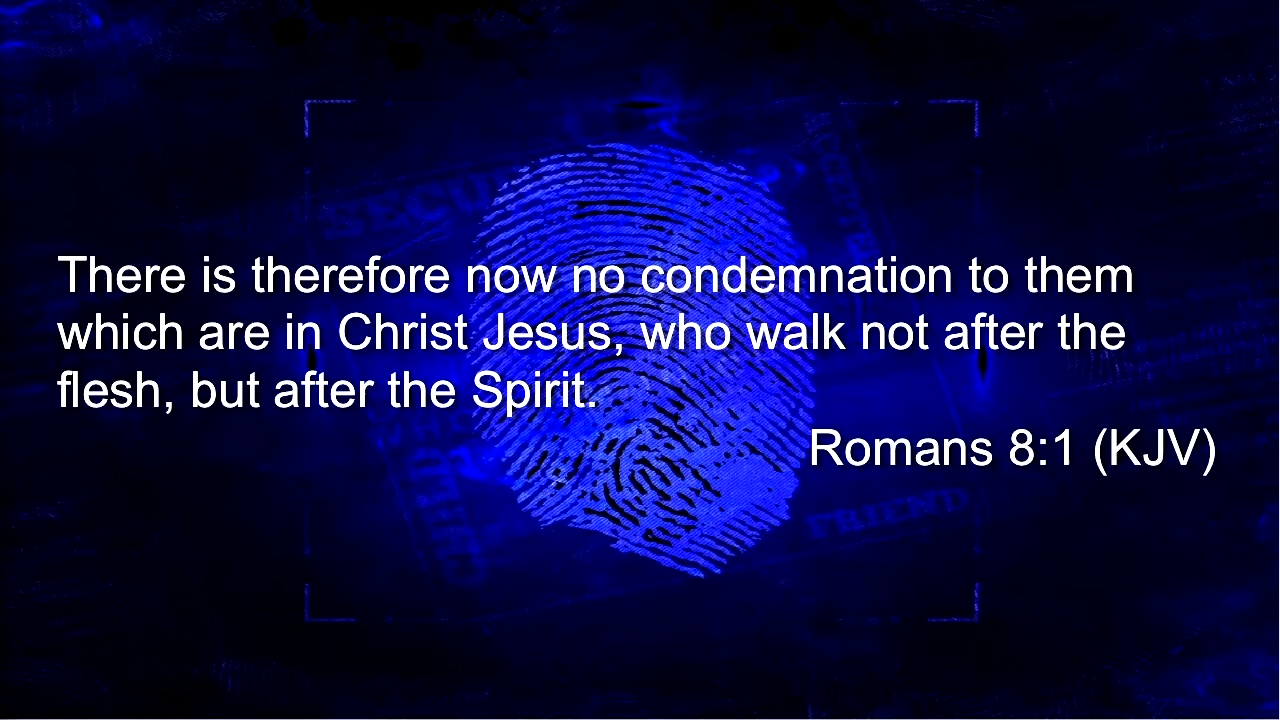 There is therefore now no condemnation to them
which are in Christ Jesus, who walk not after the
flesh, but after the Spirit.
Romans 8:1 (KJV)
FRIEND